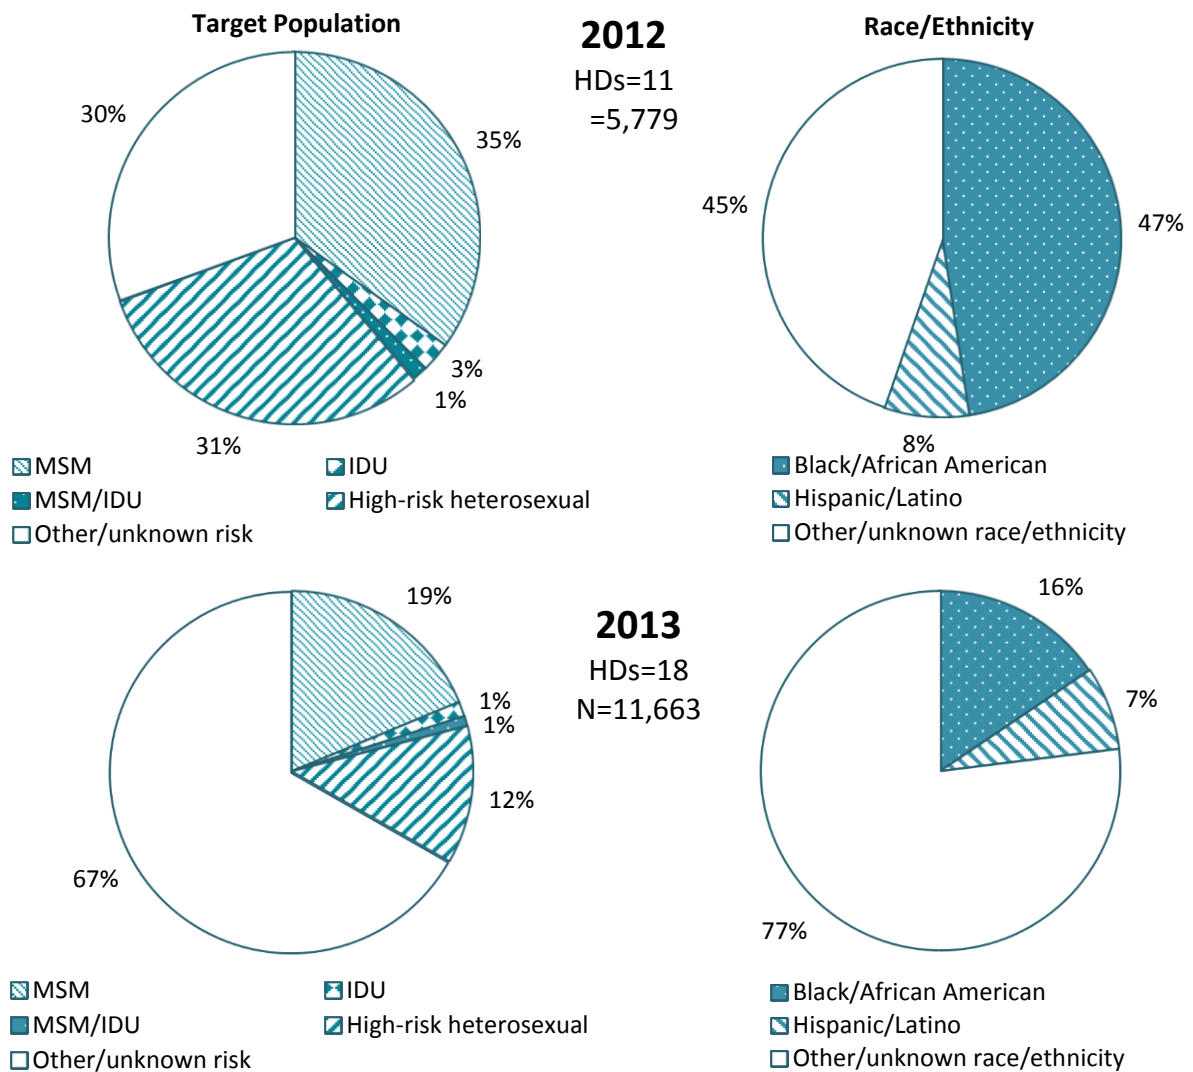 Target Population
2012
Race/Ethnicity
HDs=11
=5,779
30%
35%
3%
1%
31%
45%
47%
8%
MSM
IDU
MSM/IDU
High-risk heterosexual
Other/unknown risk
Black/African American
Hispanic/Latino
Other/unknown race/ethnicity
2013
HDs=18
N=11,663
19%
1%
1%
12%
67%
16%
7%
77%
MSM
IDU
MSM/IDU
High-risk heterosexual
Other/unknown risk
Black/African American
Hispanic/Latino
Other/unknown race/ethnicity